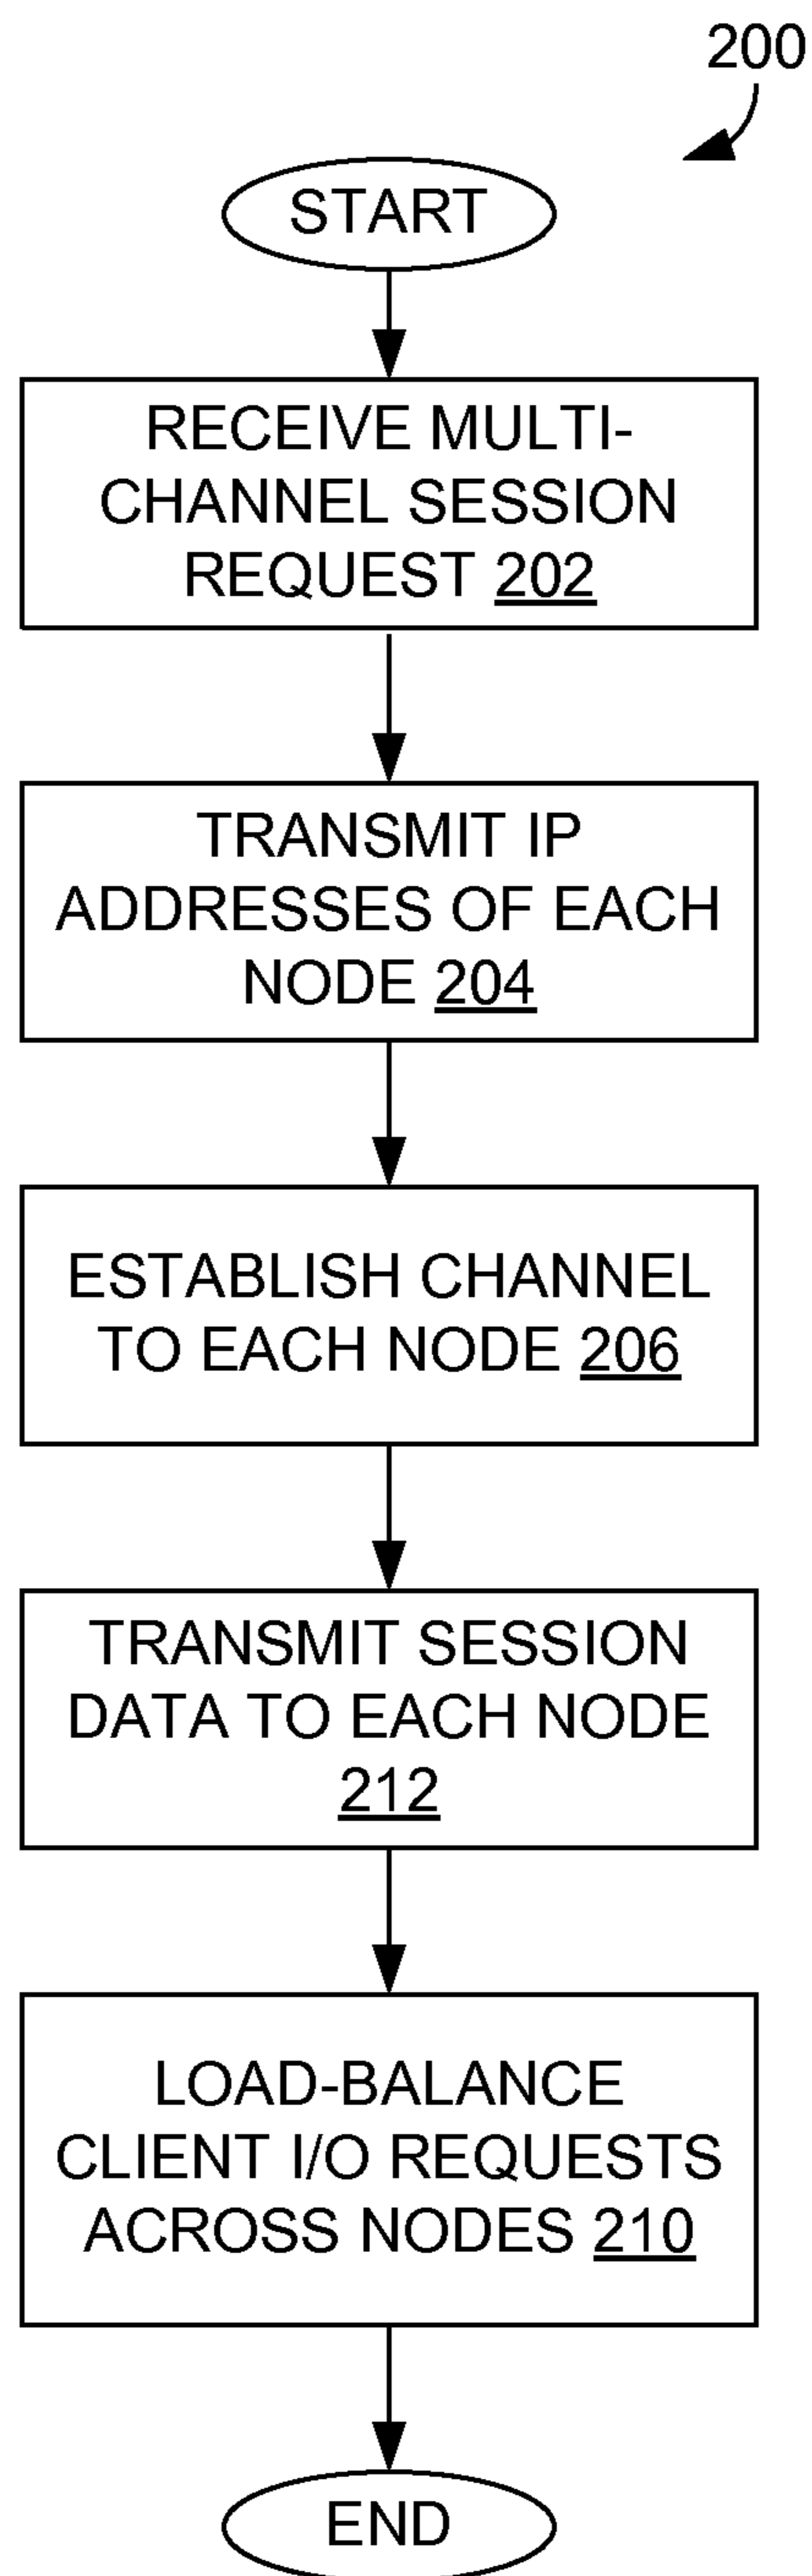 200
START
RECEIVE MULTI-
CHANNEL SESSION
REQUEST 202
TRANSMIT IP
ADDRESSES OF EACH
NODE 204
ESTABLISH CHANNEL
TO EACH NODE 206
TRANSMIT SESSION
DATA TO EACH NODE
212
LOAD-BALANCE
CLIENT I/O REQUESTS
ACROSS NODES 210
END